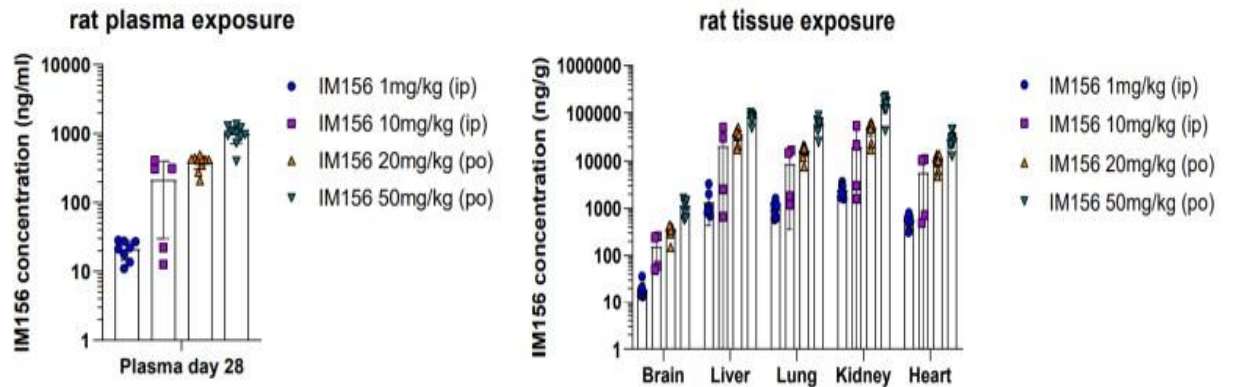 rat plasma exposure
IM156 concentration (ng/ml)
10000
1000
100
10
1
Plasma day 28
IM156 1mg/kg (ip)
IM156 10mg/kg (ip)
IM156 20mg/kg (po)
IM156 50mg/kg (po)
rat tissue exposure
IM156 concentration (ng/g)
1000000
100000
10000
1000
100
10
1
Brain Liver Lung Kidney Heart
IM156 1mg/kg (ip)
IM156 10mg/kg (ip)
IM156 20mg/kg (po)
IM156 50mg/kg (po)